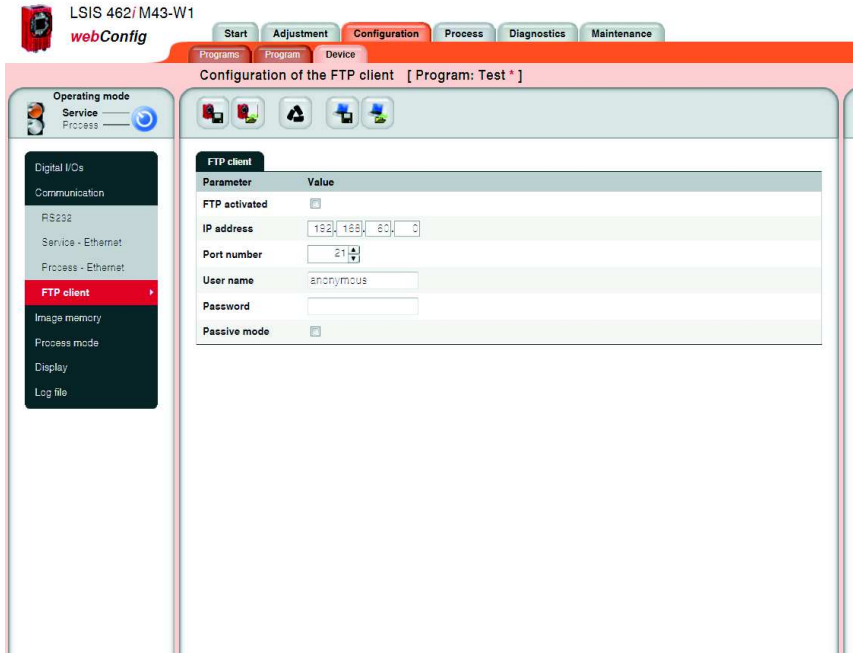 LSIS 462i M43-W1
webConfig
Start Adjustment Configuration Process Diagnostics Maintenance
Programs Program Device
Configuration of the FTP client [ Program: Test * ]
Operating mode
Service
Process
Digital I/Os
Communication
RS232
Service - Ethernet
Process - Ethernet
FTP client
Image memory
Process mode
Display
Log file
FTP client
Parameter Value
FTP activated
IP address 192. 168. 60. 0
Port number 21
User name anonymous
Password
Passive mode